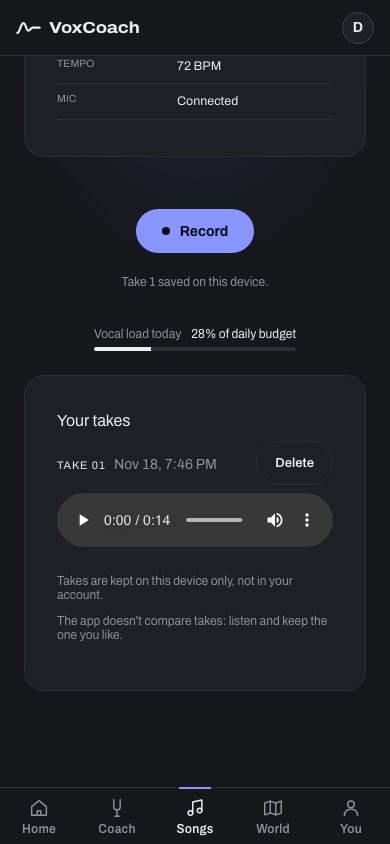 VoxCoach
D
TEMPO 72 BPM
MIC Connected
Record
Take 1 saved on this device.
Vocal load today 28% of daily budget
Your takes
TAKE 01 Nov 18, 7:46 PM Delete
0:00 / 0:14
Takes are kept on this device only, not in your
account.
The app doesn't compare takes: listen and keep the
one you like.
Home Coach Songs World You